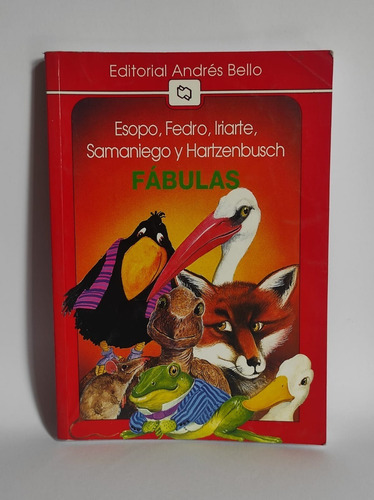 Editorial Andrés Bello
Esopo, Fedro, Iriarte,
Samaniego y Hartzenbusch
FÁBULAS